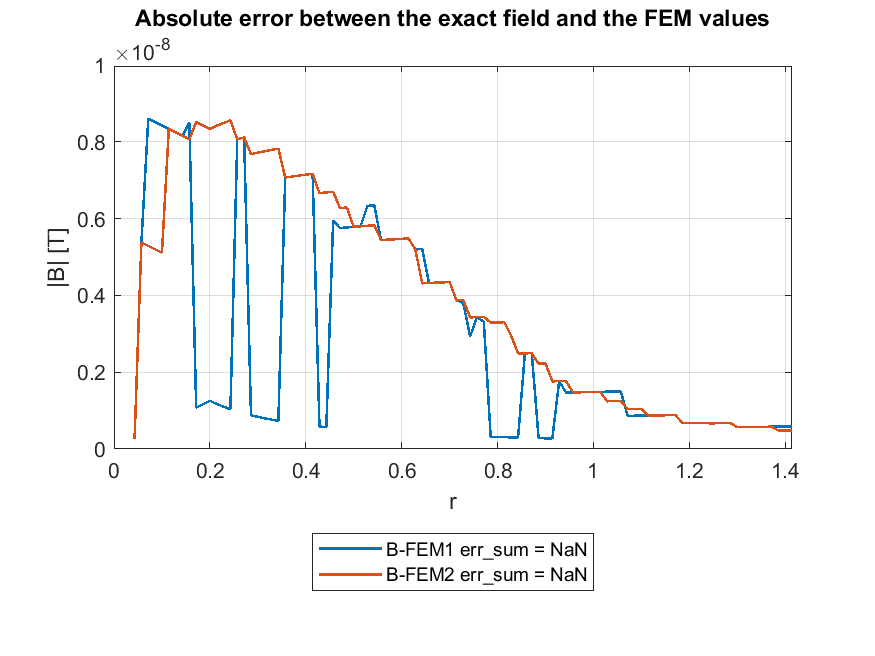 Absolute error between the exact field and the FEM values
×10-8
1
0.8
0.6
0.4
0.2
0
|B| [T]
0 0.2 0.4 0.6 0.8 1 1.2 1.4
r
B-FEM1 err_sum = NaN
B-FEM2 err_sum = NaN